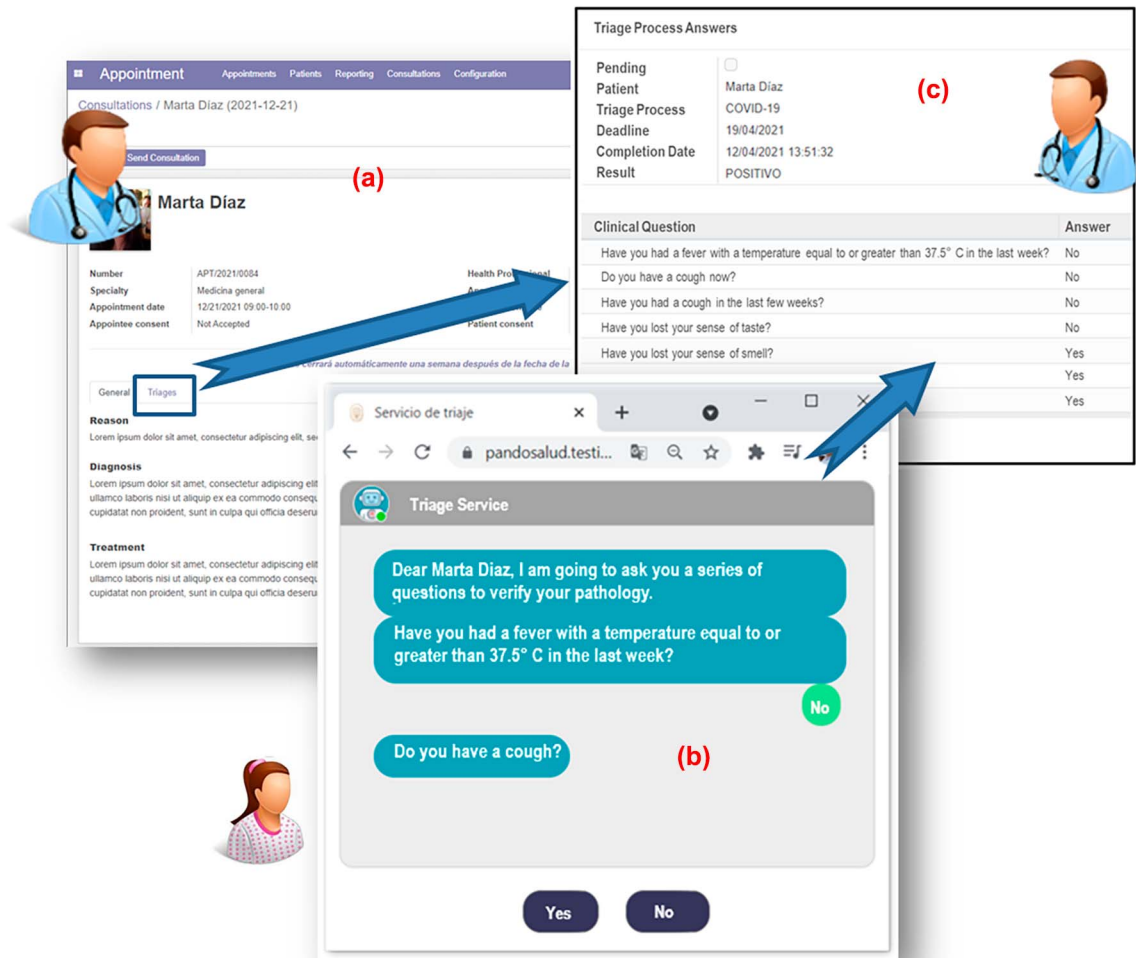 Appointment Appointments Patients Reporting Consultations Configuration
Consultations / Marta Díaz (2021-12-21)
Send Consultation
(a)
Marta Díaz
Number APT/2021/0084 Health Professional
Specialty Medicina general
Appointment date 12/21/2021 09:00-10:00
Appointee consent Not Accepted Patient consent
cerrará automáticamente una semana después de la fecha de la
General Triages
Reason
Lorem ipsum dolor sit amet, consectetur adipiscing elit,
Diagnosis
Lorem ipsum dolor sit amet, consectetur adipiscing
ullamco laboris nisi ut aliquip ex ea commodo
cupidatat non proident, sunt in culpa qui officia
Treatment
Lorem ipsum dolor sit amet, consectetur adipiscing
ullamco laboris nisi ut aliquip ex ea commodo
cupidatat non proident, sunt in culpa qui officia
Triage Process Answers
Pending
Patient Marta Díaz
Triage Process COVID-19
Deadline 19/04/2021
Completion Date 12/04/2021 13:51:32
Result POSITIVO
(c)
Clinical Question Answer
Have you had a fever with a temperature equal to or greater than 37.5° C in the last week? No
Do you have a cough now? No
Have you had a cough in the last few weeks? No
Have you lost your sense of taste? No
Have you lost your sense of smell? Yes
Yes
Yes
Servicio de triaje
pandosalud.testi...
Triage Service
Dear Marta Diaz, I am going to ask you a series of
questions to verify your pathology.
Have you had a fever with a temperature equal to or
greater than 37.5° C in the last week?
No
Do you have a cough?
(b)
Yes No